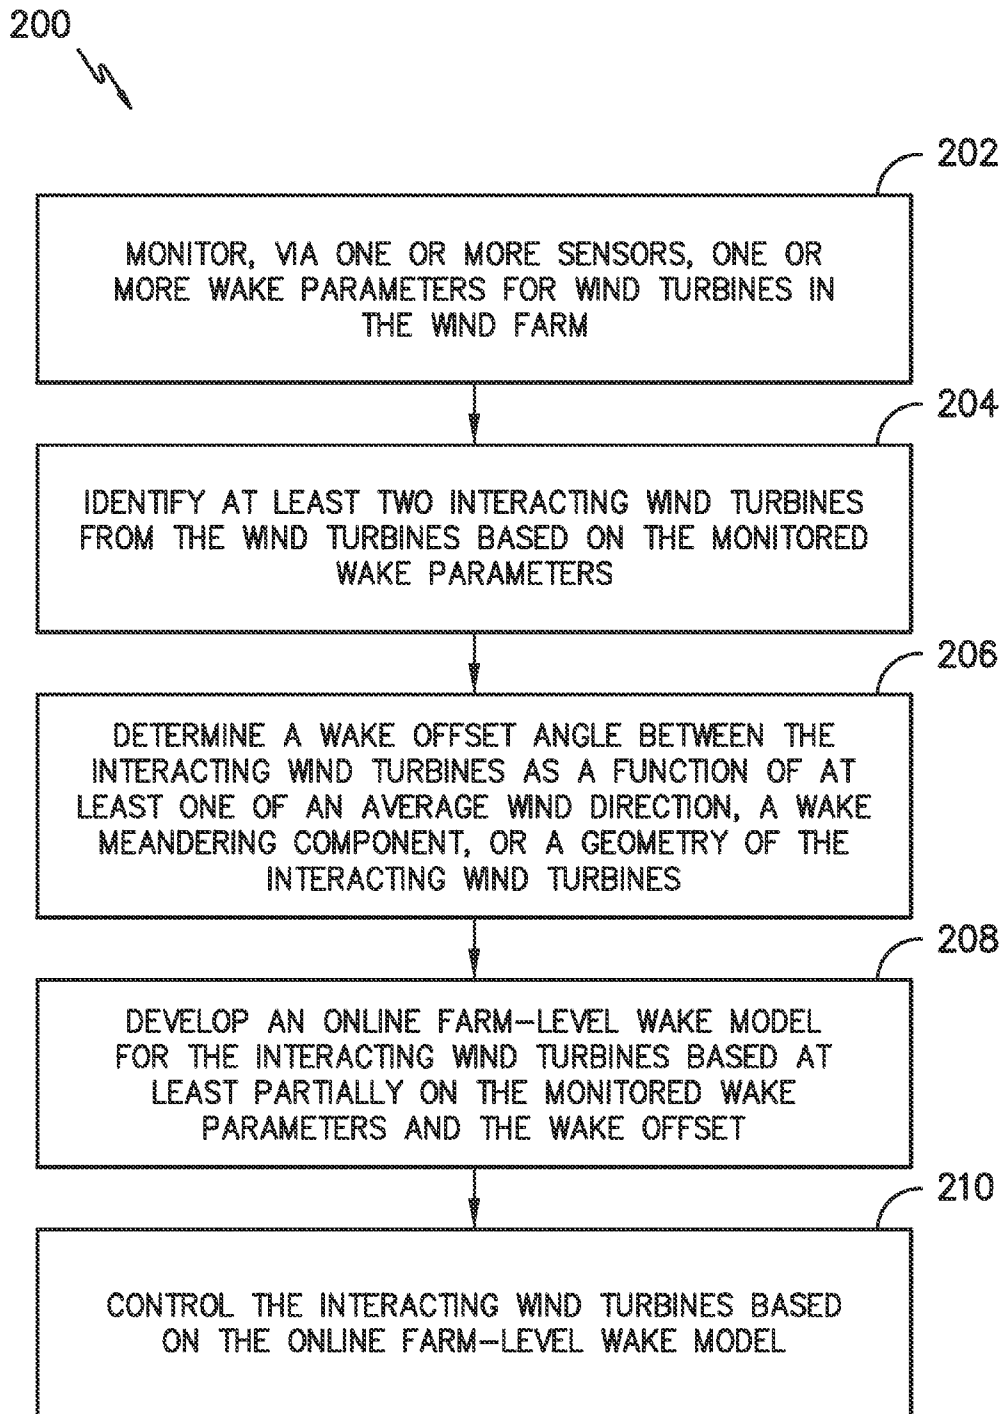 200
202
MONITOR, VIA ONE OR MORE SENSORS, ONE OR
MORE WAKE PARAMETERS FOR WIND TURBINES IN
THE WIND FARM
204
IDENTIFY AT LEAST TWO INTERACTING WIND TURBINES
FROM THE WIND TURBINES BASED ON THE MONITORED
WAKE PARAMETERS
206
DETERMINE A WAKE OFFSET ANGLE BETWEEN THE
INTERACTING WIND TURBINES AS A FUNCTION OF AT
LEAST ONE OF AN AVERAGE WIND DIRECTION, A WAKE
MEANDERING COMPONENT, OR A GEOMETRY OF THE
INTERACTING WIND TURBINES
208
DEVELOP AN ONLINE FARM-LEVEL WAKE MODEL
FOR THE INTERACTING WIND TURBINES BASED AT
LEAST PARTIALLY ON THE MONITORED WAKE
PARAMETERS AND THE WAKE OFFSET
210
CONTROL THE INTERACTING WIND TURBINES BASED
ON THE ONLINE FARM-LEVEL WAKE MODEL